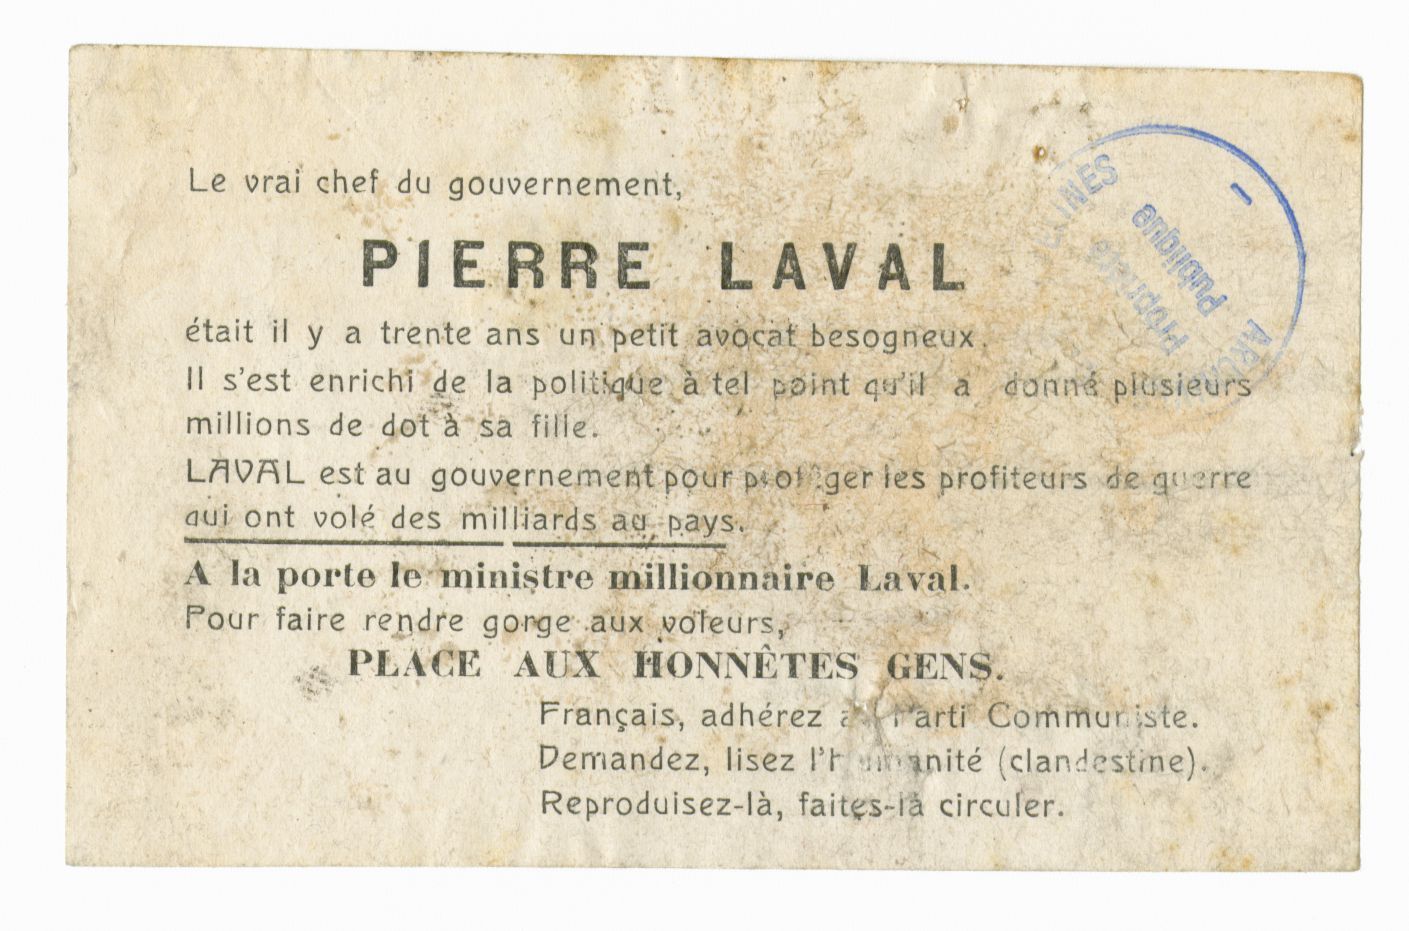 Le vrai chef du gouvernement,
PIERRE LAVAL
était il y a trente ans un petit avocat besogneux.
Il s'est enrichi de la politique à tel point qu'il a donné plusieurs
millions de dot à sa fille.
LAVAL est au gouvernement pour protéger les profiteurs de guerre
qui ont volé des milliards au pays.
A la porte le ministre millionnaire Laval.
Pour faire rendre gorge aux voleurs,
PLACE AUX HONNÊTES GENS.
Français, adhérez au Parti Communiste.
Demandez, lisez l'humanité (clandestine).
Reproduisez-là, faites-là circuler.
Propriété
Publique